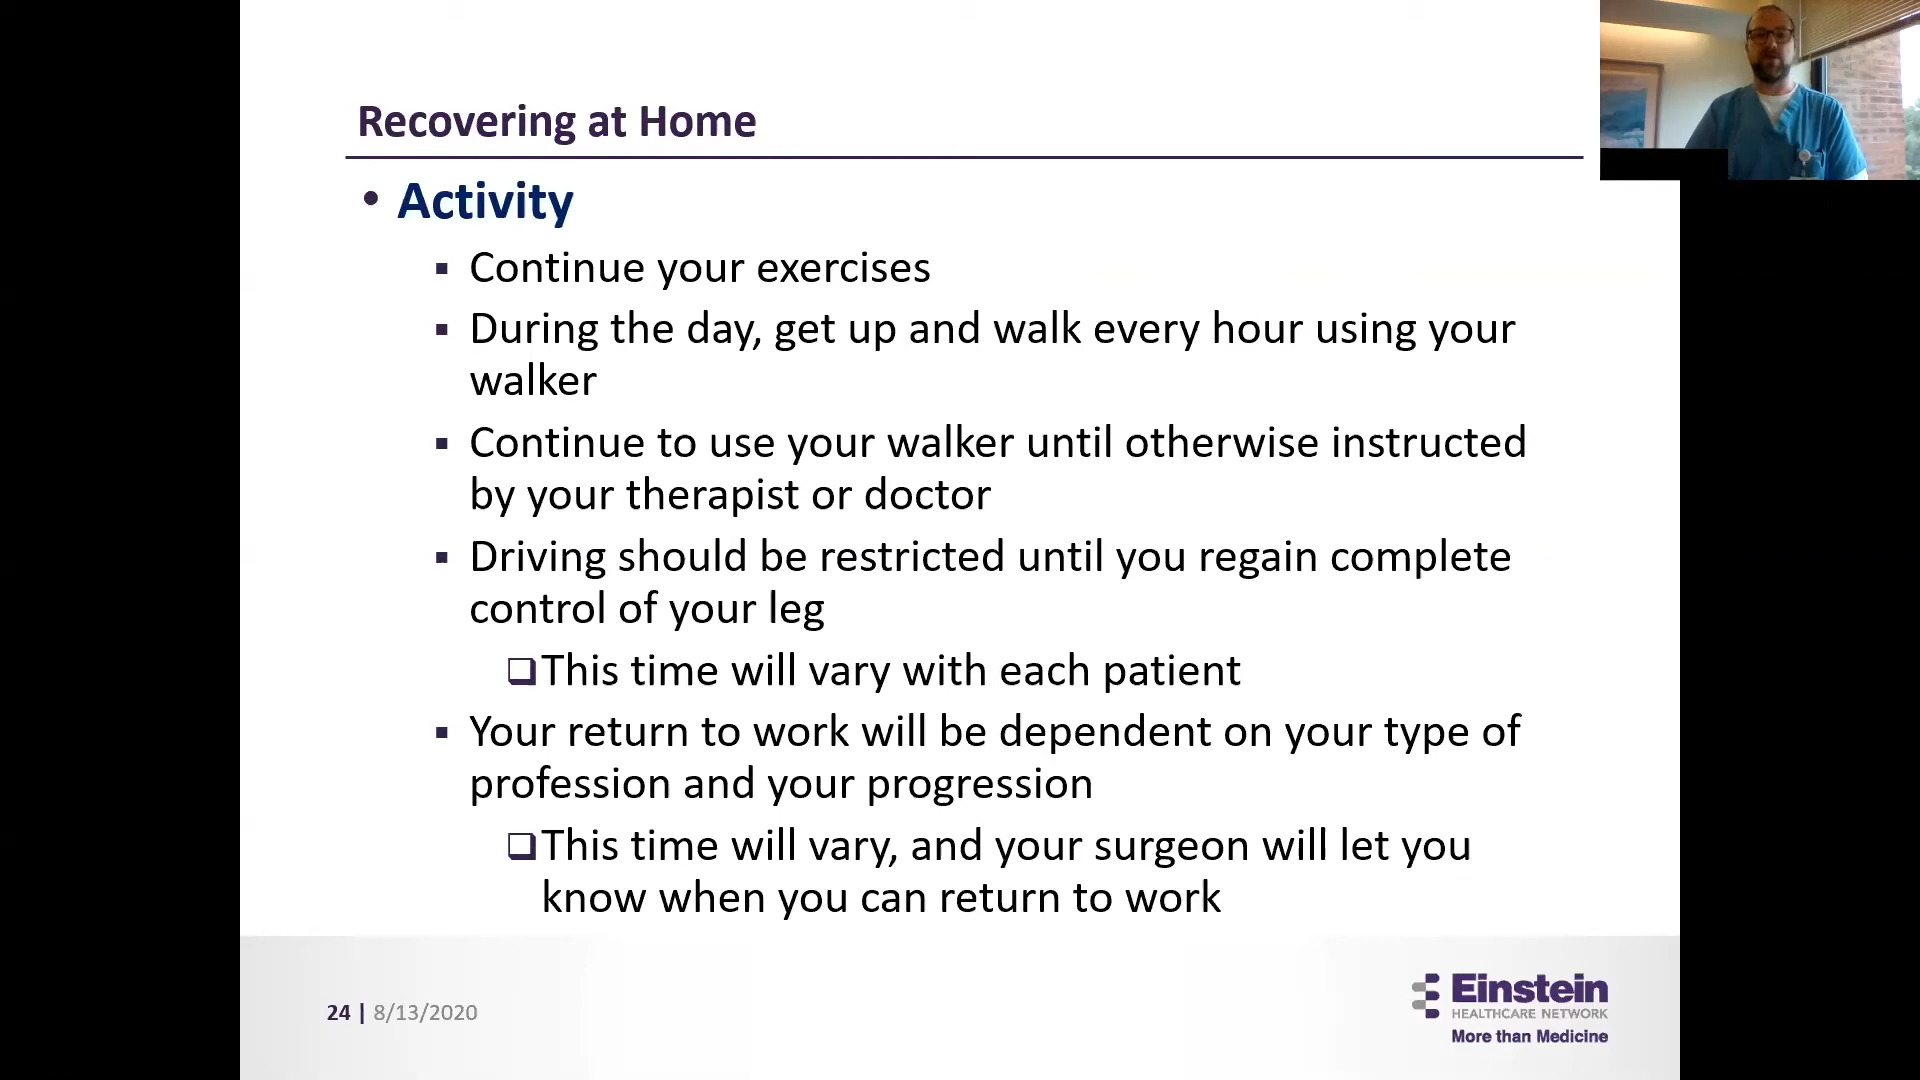 Recovering at Home
• Activity
▪ Continue your exercises
▪ During the day, get up and walk every hour using your
walker
▪ Continue to use your walker until otherwise instructed
by your therapist or doctor
▪ Driving should be restricted until you regain complete
control of your leg
❑This time will vary with each patient
▪ Your return to work will be dependent on your type of
profession and your progression
❑This time will vary, and your surgeon will let you
know when you can return to work
24 | 8/13/2020
Einstein
HEALTHCARE NETWORK
More than Medicine